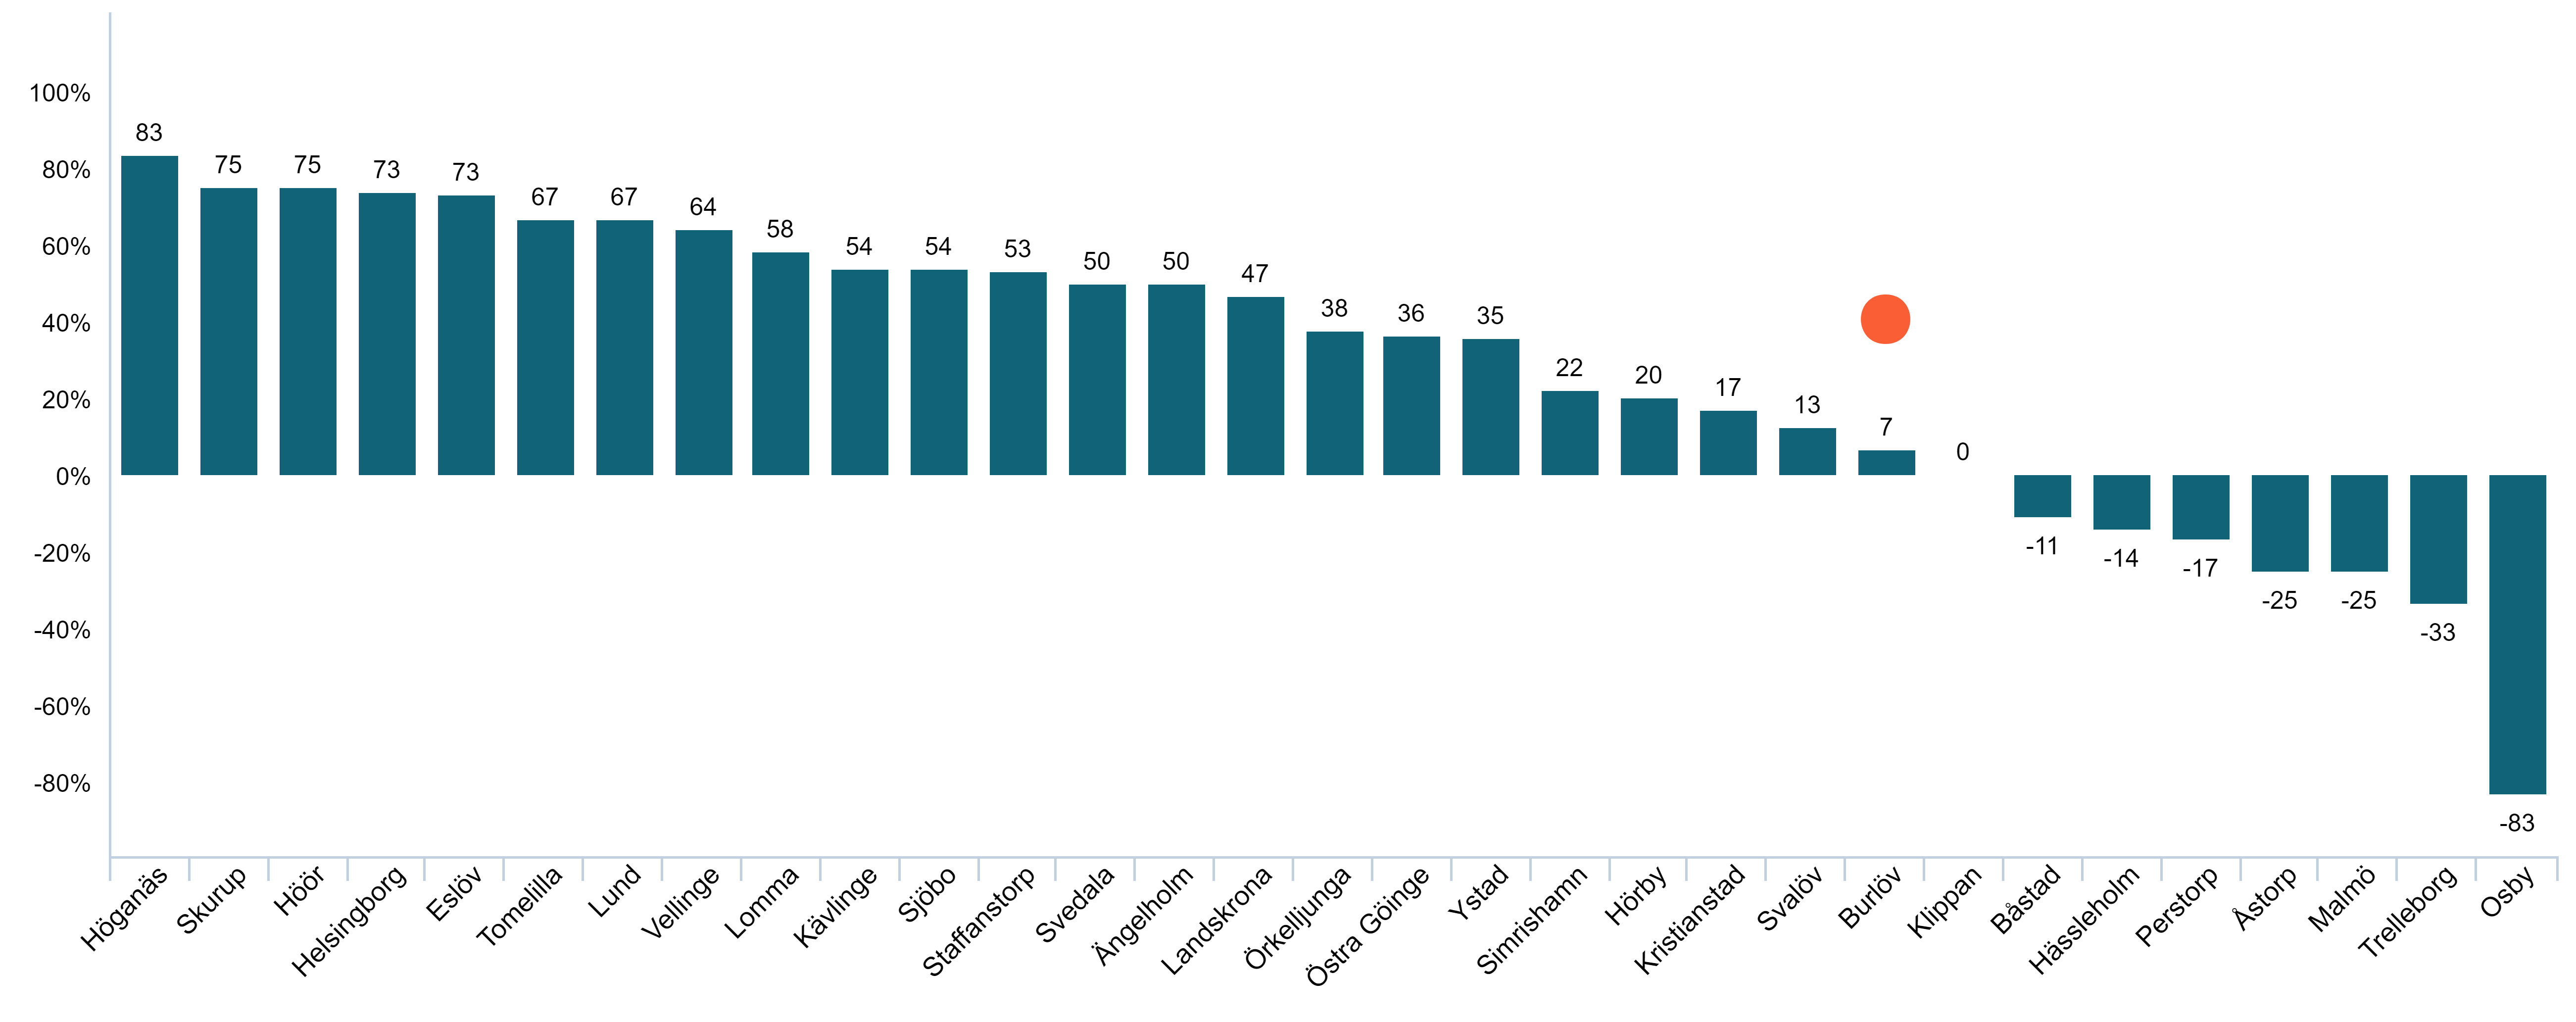 100%
80%
60%
40%
20%
0%
-20%
-40%
-60%
-80%
83
75
75
73
73
67
67
64
58
54
54
53
50
50
47
38
36
35
22
20
17
13
7
0
-11
-14
-17
-25
-25
-33
-83
Höganäs
Skurup
Höör
Helsingborg
Eslöv
Tomelilla
Lund
Vellinge
Lomma
Kävlinge
Sjöbo
Staffanstorp
Svedala
Ängelholm
Landskrona
Örkelljunga
Östra Göinge
Ystad
Simrishamn
Hörby
Kristianstad
Svalöv
Burlöv
Klippan
Båstad
Hässleholm
Perstorp
Åstorp
Malmö
Trelleborg
Osby